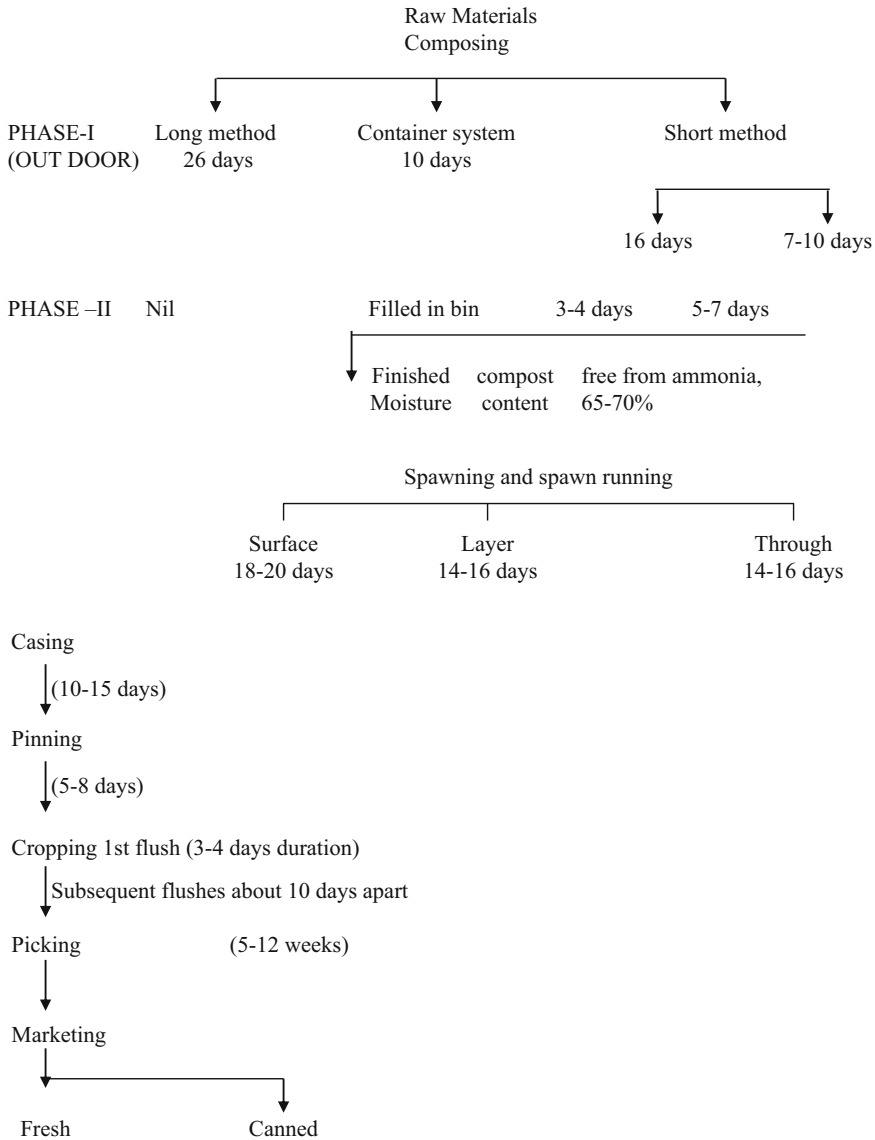 Raw Materials
Composing
PHASE-I Long method Container system Short method
(OUT DOOR) 26 days 10 days
16 days 7-10 days
PHASE –II Nil Filled in bin 3-4 days 5-7 days
Finished compost free from ammonia,
Moisture content 65-70%
Spawning and spawn running
Surface Layer Through
18-20 days 14-16 days 14-16 days
Casing
(10-15 days)
Pinning
(5-8 days)
Cropping 1st flush (3-4 days duration)
Subsequent flushes about 10 days apart
Picking (5-12 weeks)
Marketing
Fresh Canned